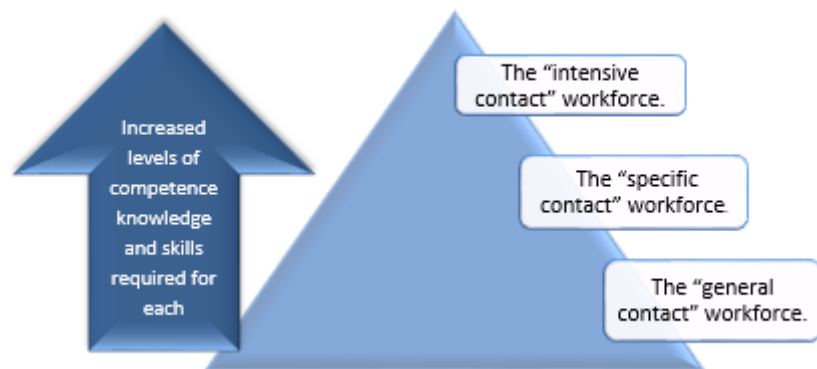 Increased
levels of
competence
knowledge
and skills
required for
each
The “intensive
contact” workforce.
The “specific
contact” workforce.
The “general
contact” workforce.